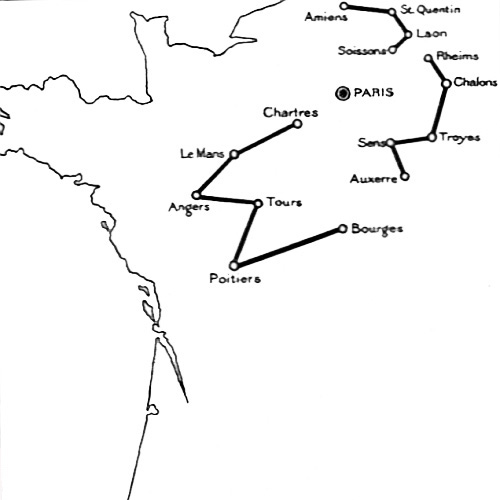 St. Quentin
Amiens
Laon
Soissons
Rheims
Chalons
PARIS
Chartres
Troyes
Sens
Le Mans
Auxerre
Angers
Tours
Bourges
Poitiers